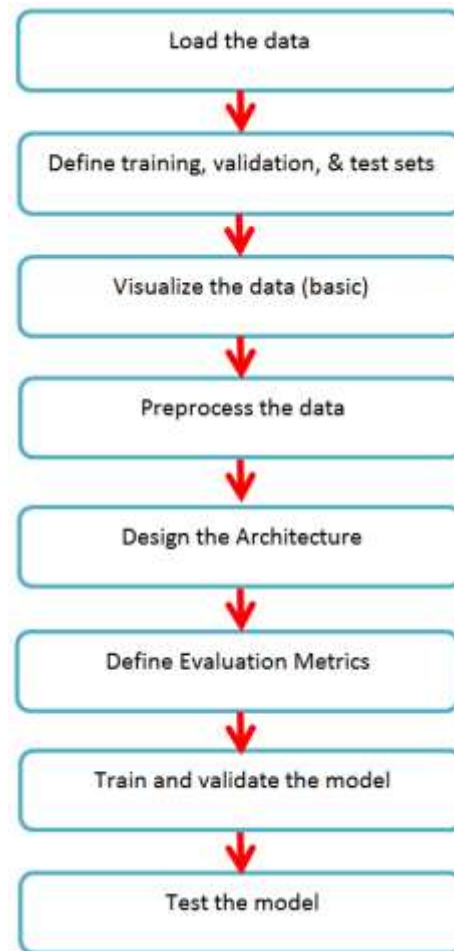 Load the data
Define training, validation, & test sets
Visualize the data (basic)
Preprocess the data
Design the Architecture
Define Evaluation Metrics
Train and validate the model
Test the model